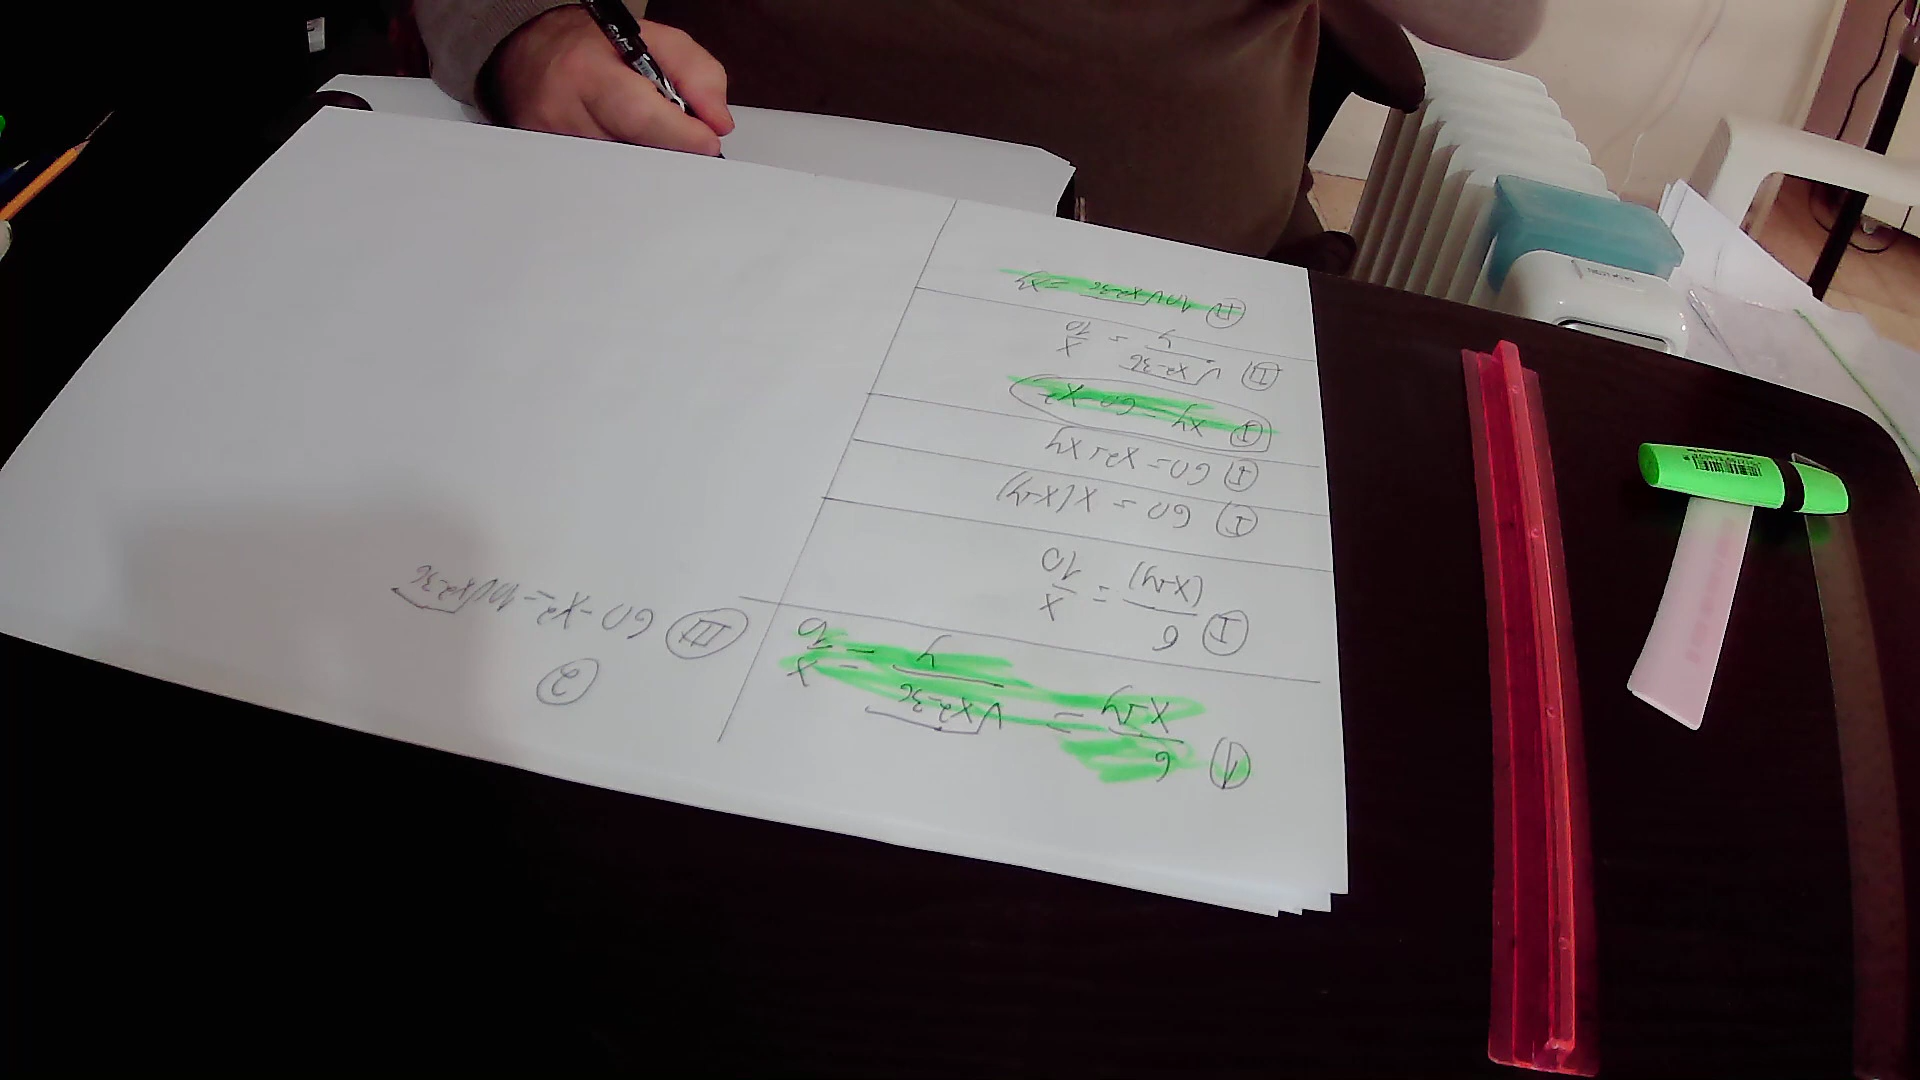 ① 6/(x+y) = √(x²-36)/y = x/10
Ⅰ 6/(x+y) = x/10
Ⅰ 60 = x(x+y)
Ⅰ 60 = x²+xy
Ⅰ xy = 60-x²
Ⅱ √(x²-36)/y = x/10
Ⅱ 10√(x²-36) = xy
②
Ⅲ 60-x² = 10√(x²-36)